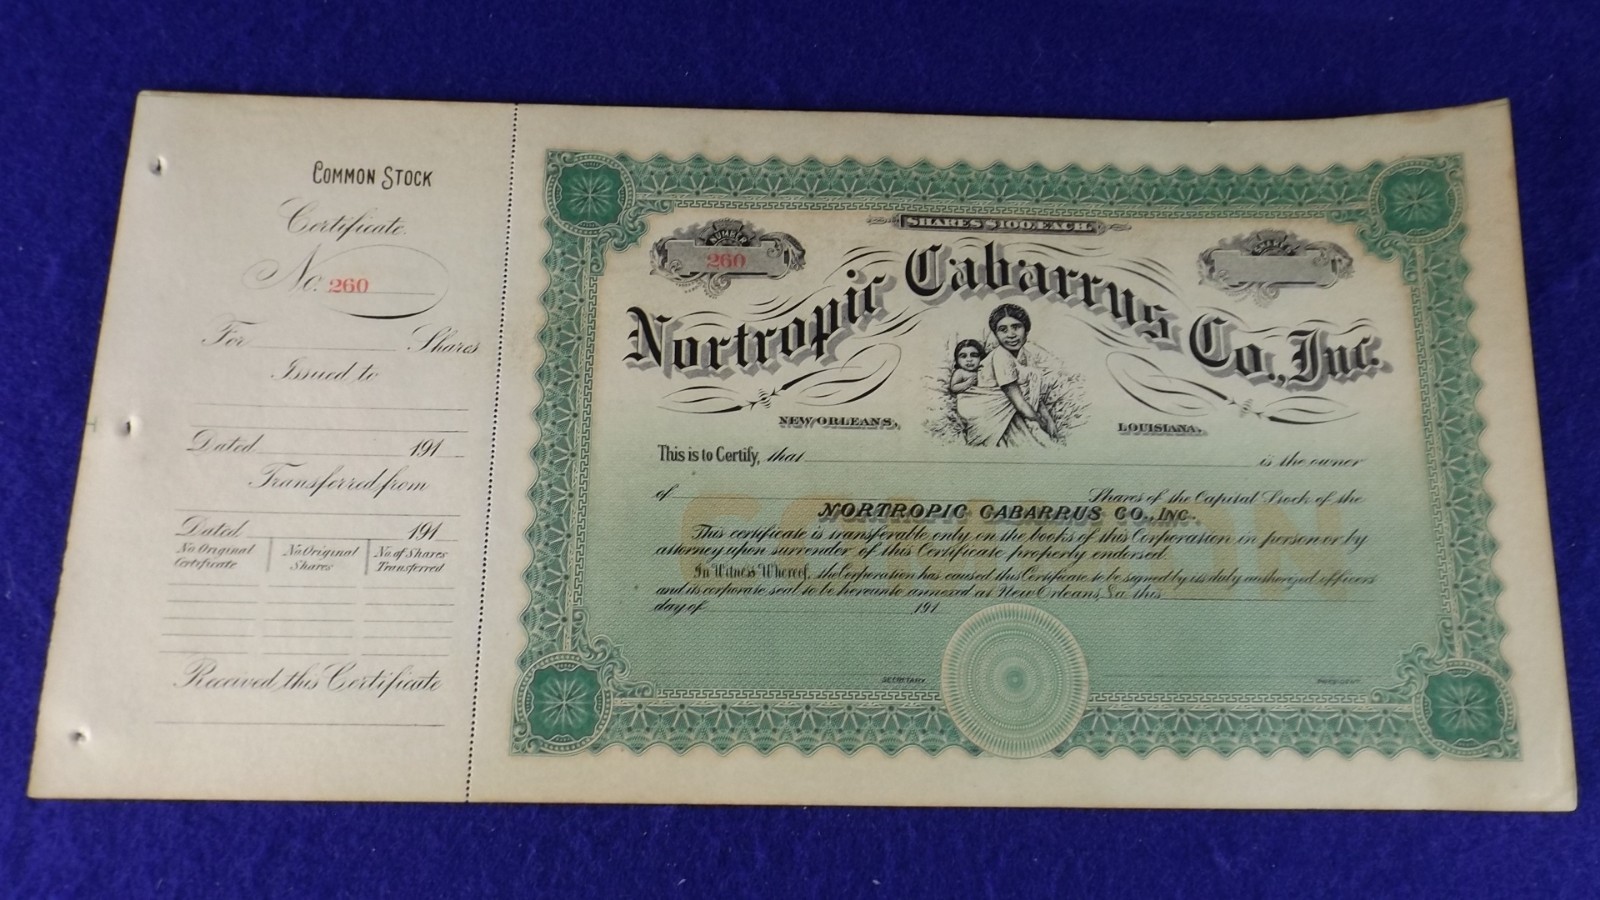 COMMON STOCK
Certificate
No. 260
For Shares
Issued to
Dated 191
Transferred from
Dated 191
No. Original Certificate
No. Original Shares
No. of Shares Transferred
Received this Certificate
SHARES $100. EACH.
NUMBER
260
SHARES
Nortropic Cabarrus Co., Inc.
NEW ORLEANS, LOUISIANA.
This is to Certify, that is the owner
of Shares of the Capital Stock of the
COMMON
NORTROPIC CABARRUS CO., INC.
This certificate is transferable only on the books of this Corporation in person or by
attorney upon surrender of this Certificate properly endorsed.
In Witness Whereof, the Corporation has caused this Certificate to be signed by its duly authorized officers
and its corporate seal to be hereunto annexed at New Orleans, La. this
day of 191
SECRETARY. PRESIDENT.